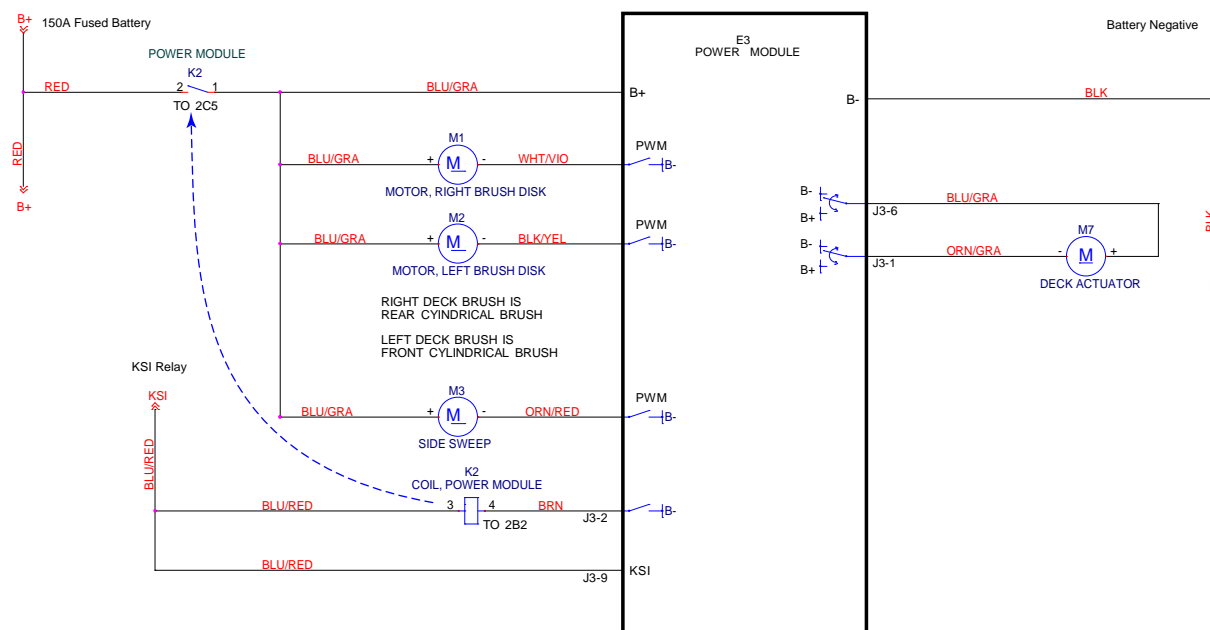 B+
150A Fused Battery
POWER MODULE
K2
2
1
RED
TO 2C5
BLU/GRA
B+
RED
B+
E3
POWER MODULE
Battery Negative
B-
BLK
BLK
M1
BLU/GRA
+
M
-
WHT/VIO
PWM
B-
MOTOR, RIGHT BRUSH DISK
M2
BLU/GRA
+
M
-
BLK/YEL
PWM
B-
MOTOR, LEFT BRUSH DISK
RIGHT DECK BRUSH IS
REAR CYINDRICAL BRUSH
LEFT DECK BRUSH IS
FRONT CYLINDRICAL BRUSH
B-
B+
J3-6
BLU/GRA
B-
B+
J3-1
ORN/GRA
M7
-
M
+
DECK ACTUATOR
KSI Relay
KSI
BLU/RED
M3
BLU/GRA
+
M
-
ORN/RED
PWM
B-
SIDE SWEEP
K2
COIL, POWER MODULE
BLU/RED
3
4
BRN
TO 2B2
J3-2
B-
BLU/RED
J3-9
KSI